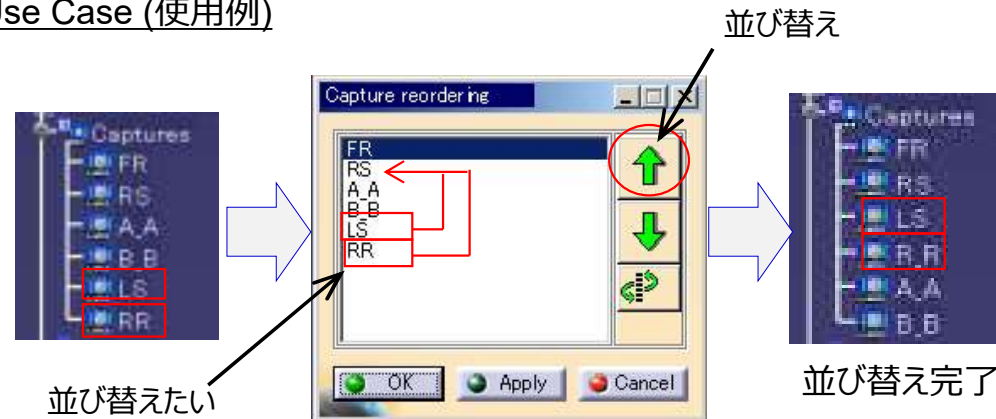 Use Case (使用例)
並び替え
Captures
FR
RS
A_A
B_B
LS
RR
Capture reordering
FR
RS
A_A
B_B
LS
RR
OK
Apply
Cancel
Captures
FR
RS
LS
R_R
A_A
B_B
並び替えたい
並び替え完了